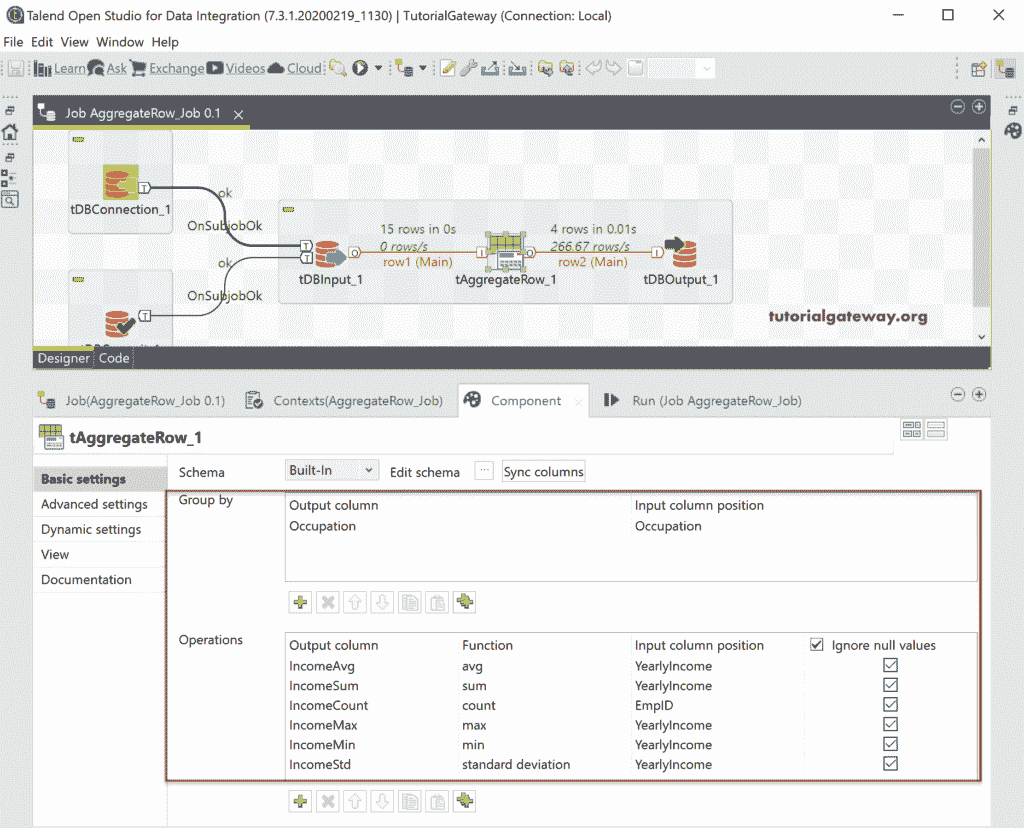 Talend Open Studio for Data Integration (7.3.1.20200219_1130) | TutorialGateway (Connection: Local)
File Edit View Window Help
Learn Ask Exchange Videos Cloud
Job AggregateRow_Job 0.1
ok
T
tDBConnection_1
OnSubjobOk
15 rows in 0s 4 rows in 0.01s
0 rows/s 266.67 rows/s
row1 (Main) row2 (Main)
T T O I O I
ok
tDBInput_1 tAggregateRow_1 tDBOutput_1
OnSubjobOk
T
tutorialgateway.org
Designer Code
Job(AggregateRow_Job 0.1) Contexts(AggregateRow_Job) Component Run (Job AggregateRow_Job)
tAggregateRow_1
Basic settings
Advanced settings
Dynamic settings
View
Documentation
Schema Built-In Edit schema ... Sync columns
Group by
Output column Input column position
Occupation Occupation
Operations
Output column Function Input column position Ignore null values
IncomeAvg avg YearlyIncome
IncomeSum sum YearlyIncome
IncomeCount count EmpID
IncomeMax max YearlyIncome
IncomeMin min YearlyIncome
IncomeStd standard deviation YearlyIncome